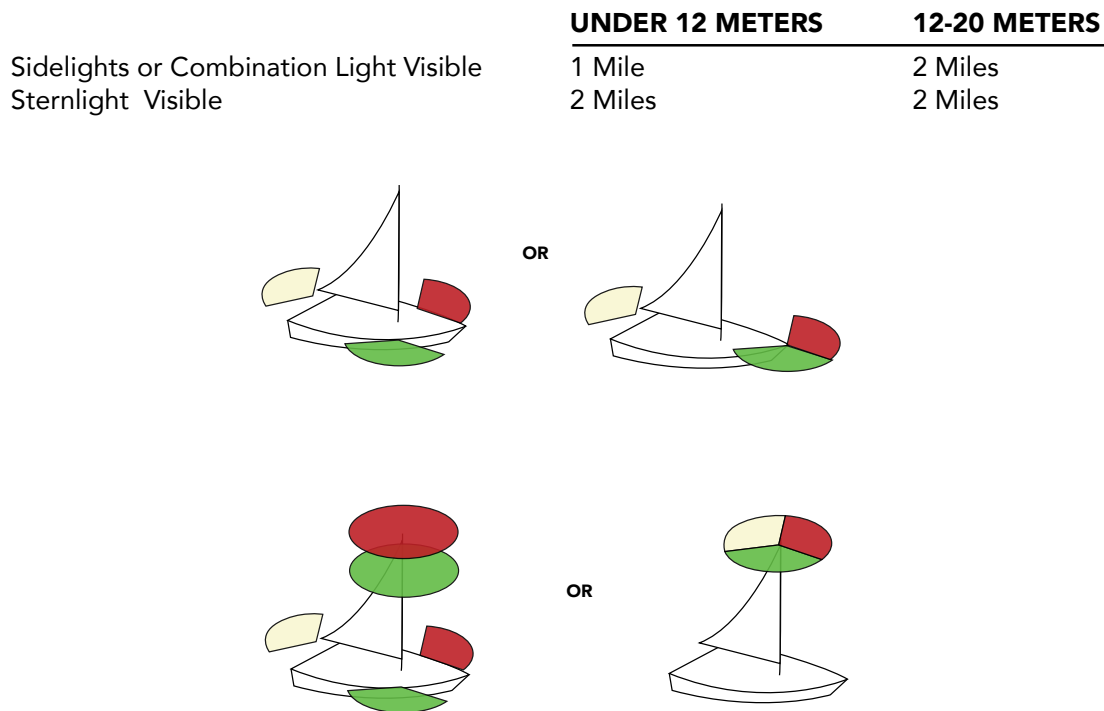 UNDER 12 METERS 12-20 METERS
Sidelights or Combination Light Visible 1 Mile 2 Miles
Sternlight Visible 2 Miles 2 Miles
OR
OR